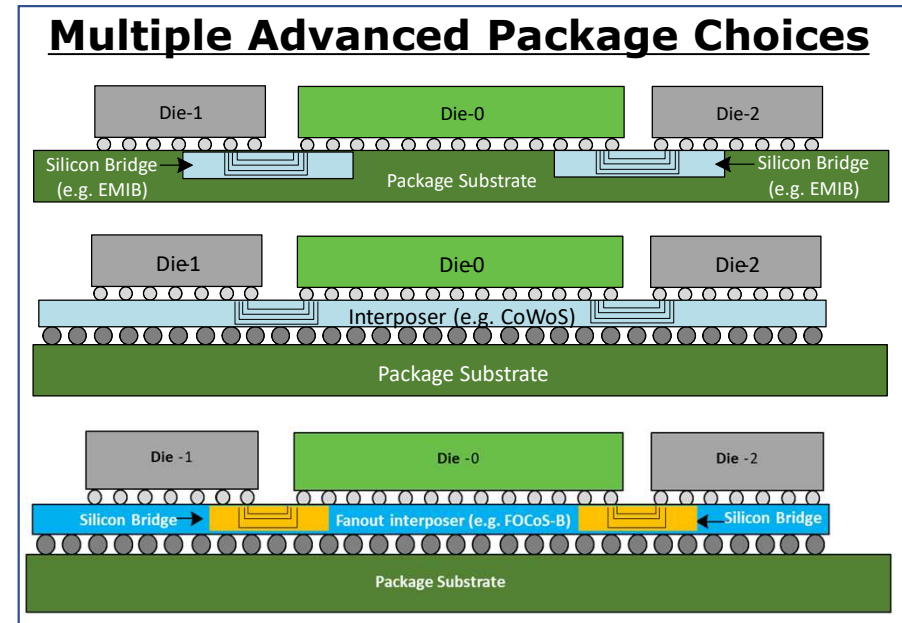 Multiple Advanced Package Choices
Die-1
Die-0
Die-2
Silicon Bridge
(e.g. EMIB)
Package Substrate
Silicon Bridge
(e.g. EMIB)
Die-1
Die-0
Die-2
Interposer (e.g. CoWoS)
Package Substrate
Die -1
Die -0
Die -2
Silicon Bridge
Fanout interposer (e.g. FOCoS-B)
Silicon Bridge
Package Substrate